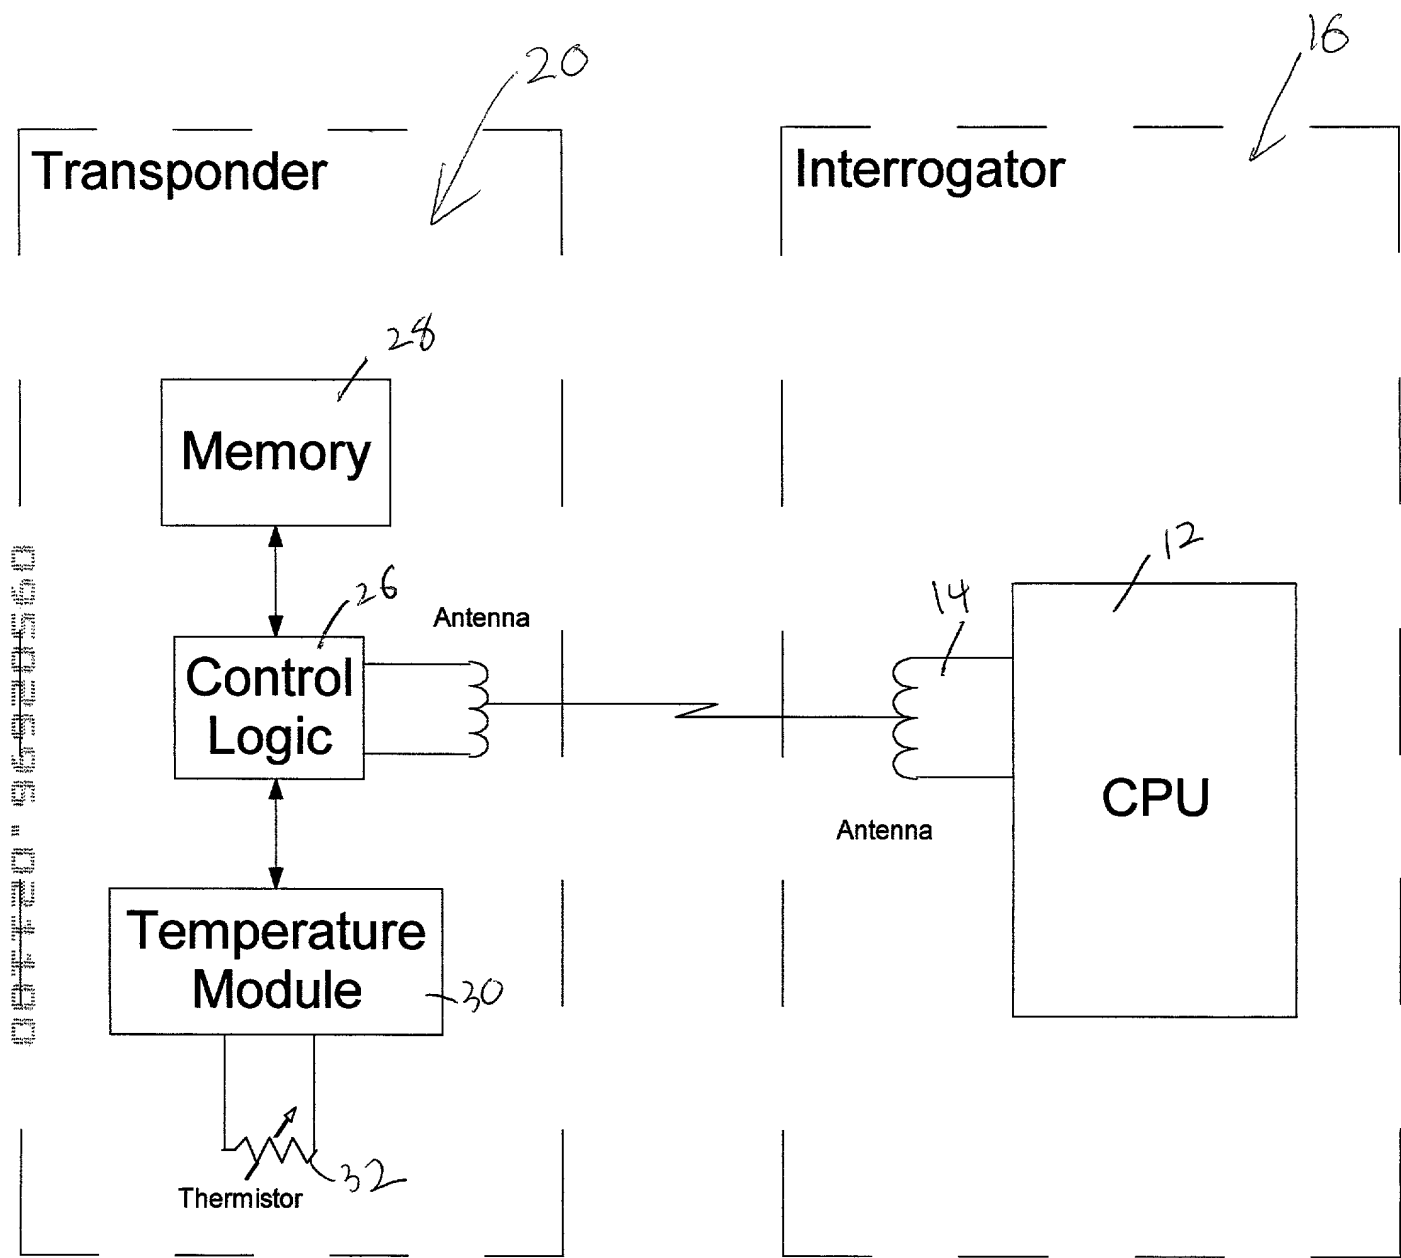 20
16
Transponder
Interrogator
28
Memory
12
26
14
Antenna
Control
Logic
CPU
Antenna
Temperature
Module
30
32
Thermistor